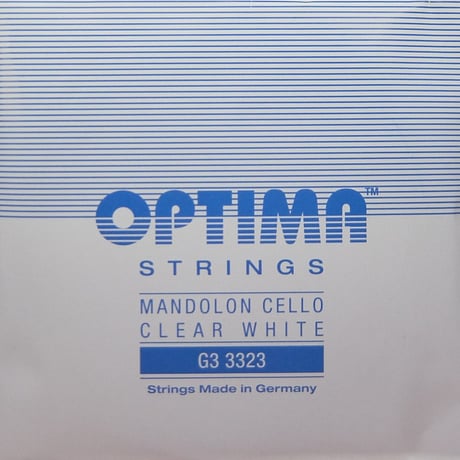 OPTIMA™
STRINGS
MANDOLON CELLO
CLEAR WHITE
G3 3323
Strings Made in Germany